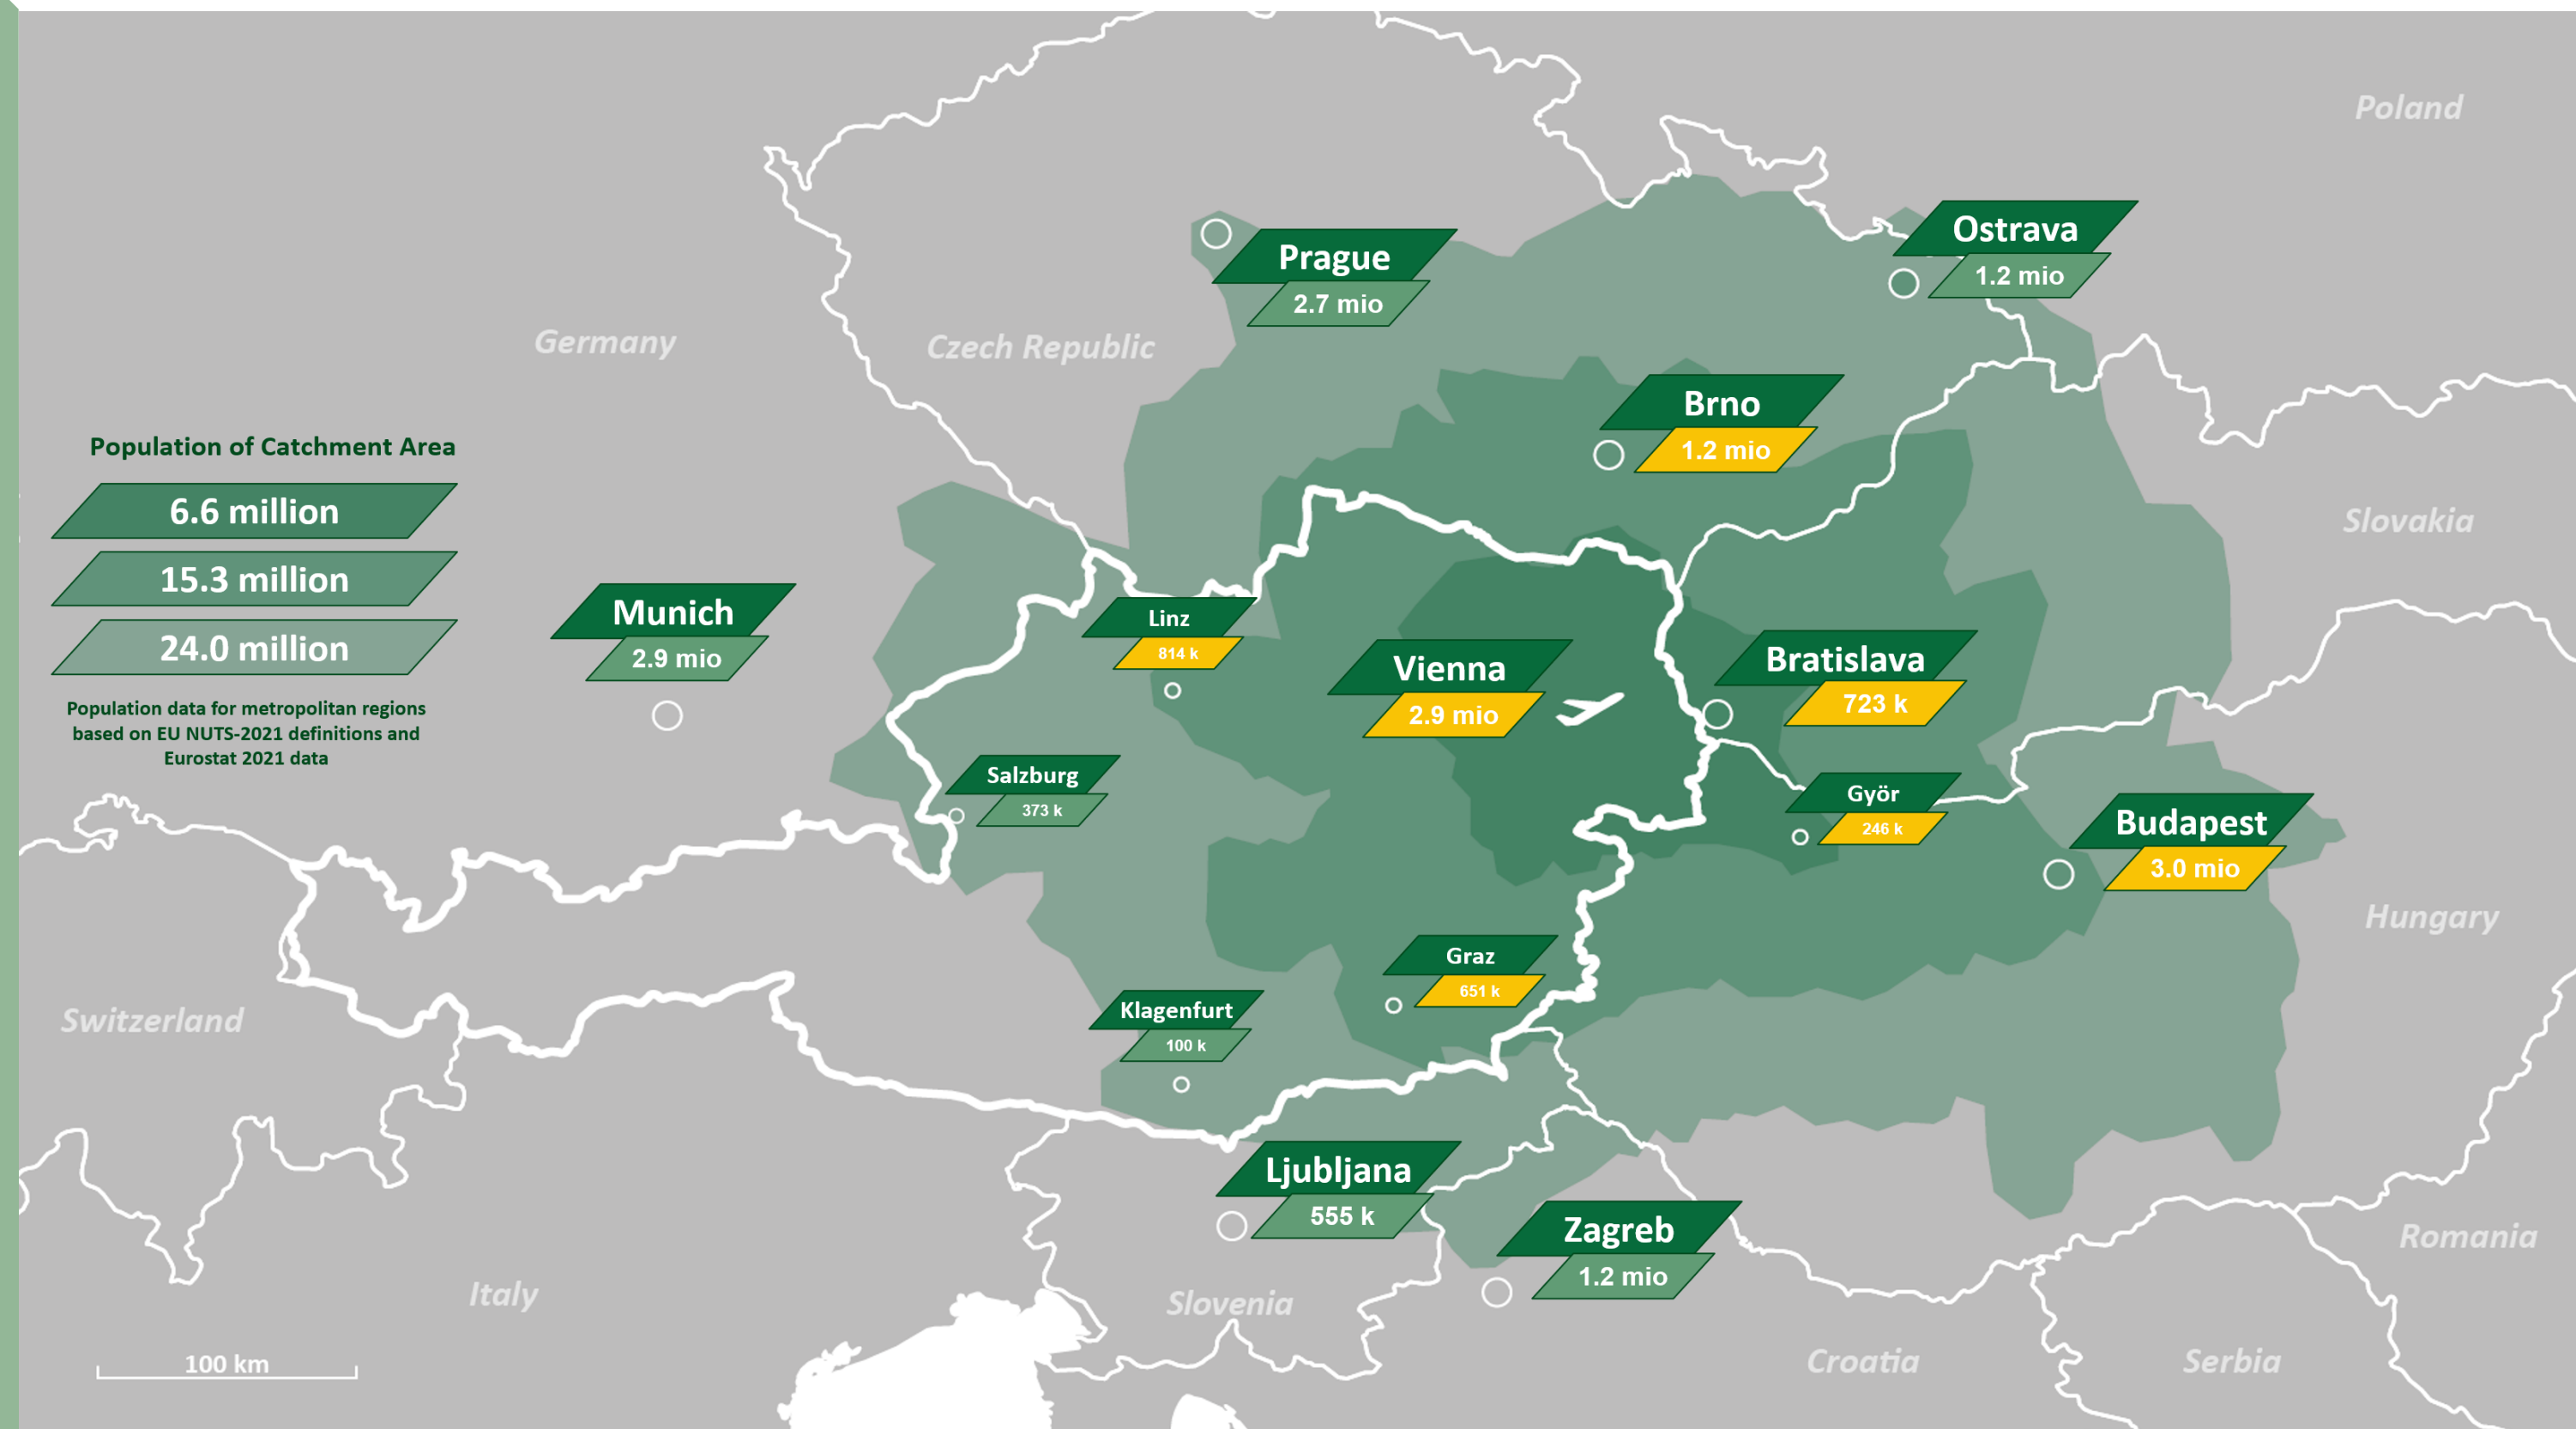 Poland
Ostrava
1.2 mio
Prague
2.7 mio
Germany
Czech Republic
Brno
1.2 mio
Population of Catchment Area
6.6 million
15.3 million
24.0 million
Population data for metropolitan regions
based on EU NUTS-2021 definitions and
Eurostat 2021 data
Slovakia
Munich
2.9 mio
Linz
814 k
Vienna
2.9 mio
Bratislava
723 k
Salzburg
373 k
Györ
246 k
Budapest
3.0 mio
Hungary
Graz
651 k
Klagenfurt
100 k
Switzerland
Ljubljana
555 k
Zagreb
1.2 mio
Romania
Italy
Slovenia
Croatia
Serbia
100 km